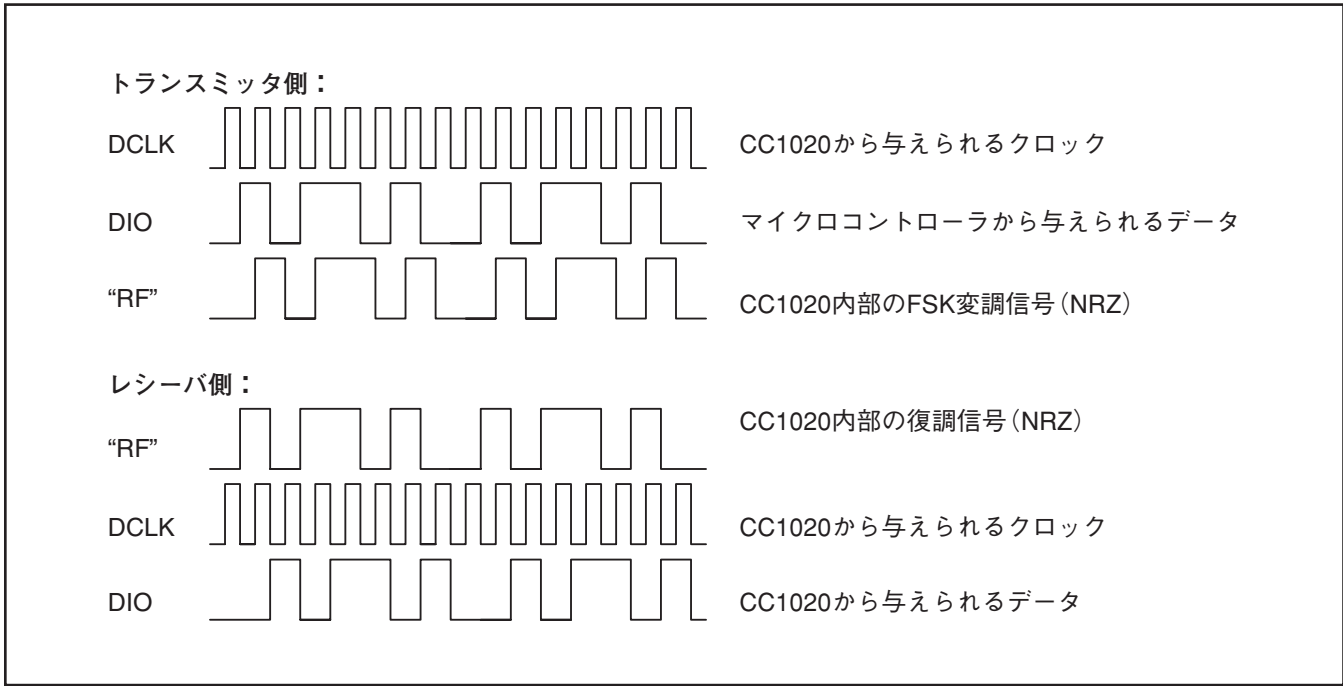 トランスミッタ側：
DCLK CC1020から与えられるクロック
DIO マイクロコントローラから与えられるデータ
“RF” CC1020内部のFSK変調信号（NRZ）
レシーバ側：
“RF” CC1020内部の復調信号（NRZ）
DCLK CC1020から与えられるクロック
DIO CC1020から与えられるデータ